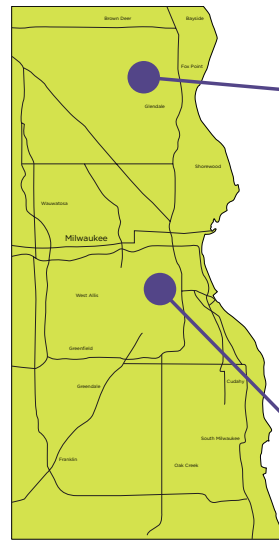 Brown Deer
Bayside
Fox Point
Glendale
Shorewood
Wauwatosa
Milwaukee
West Allis
Greenfield
Cudahy
Greendale
South Milwaukee
Franklin
Oak Creek